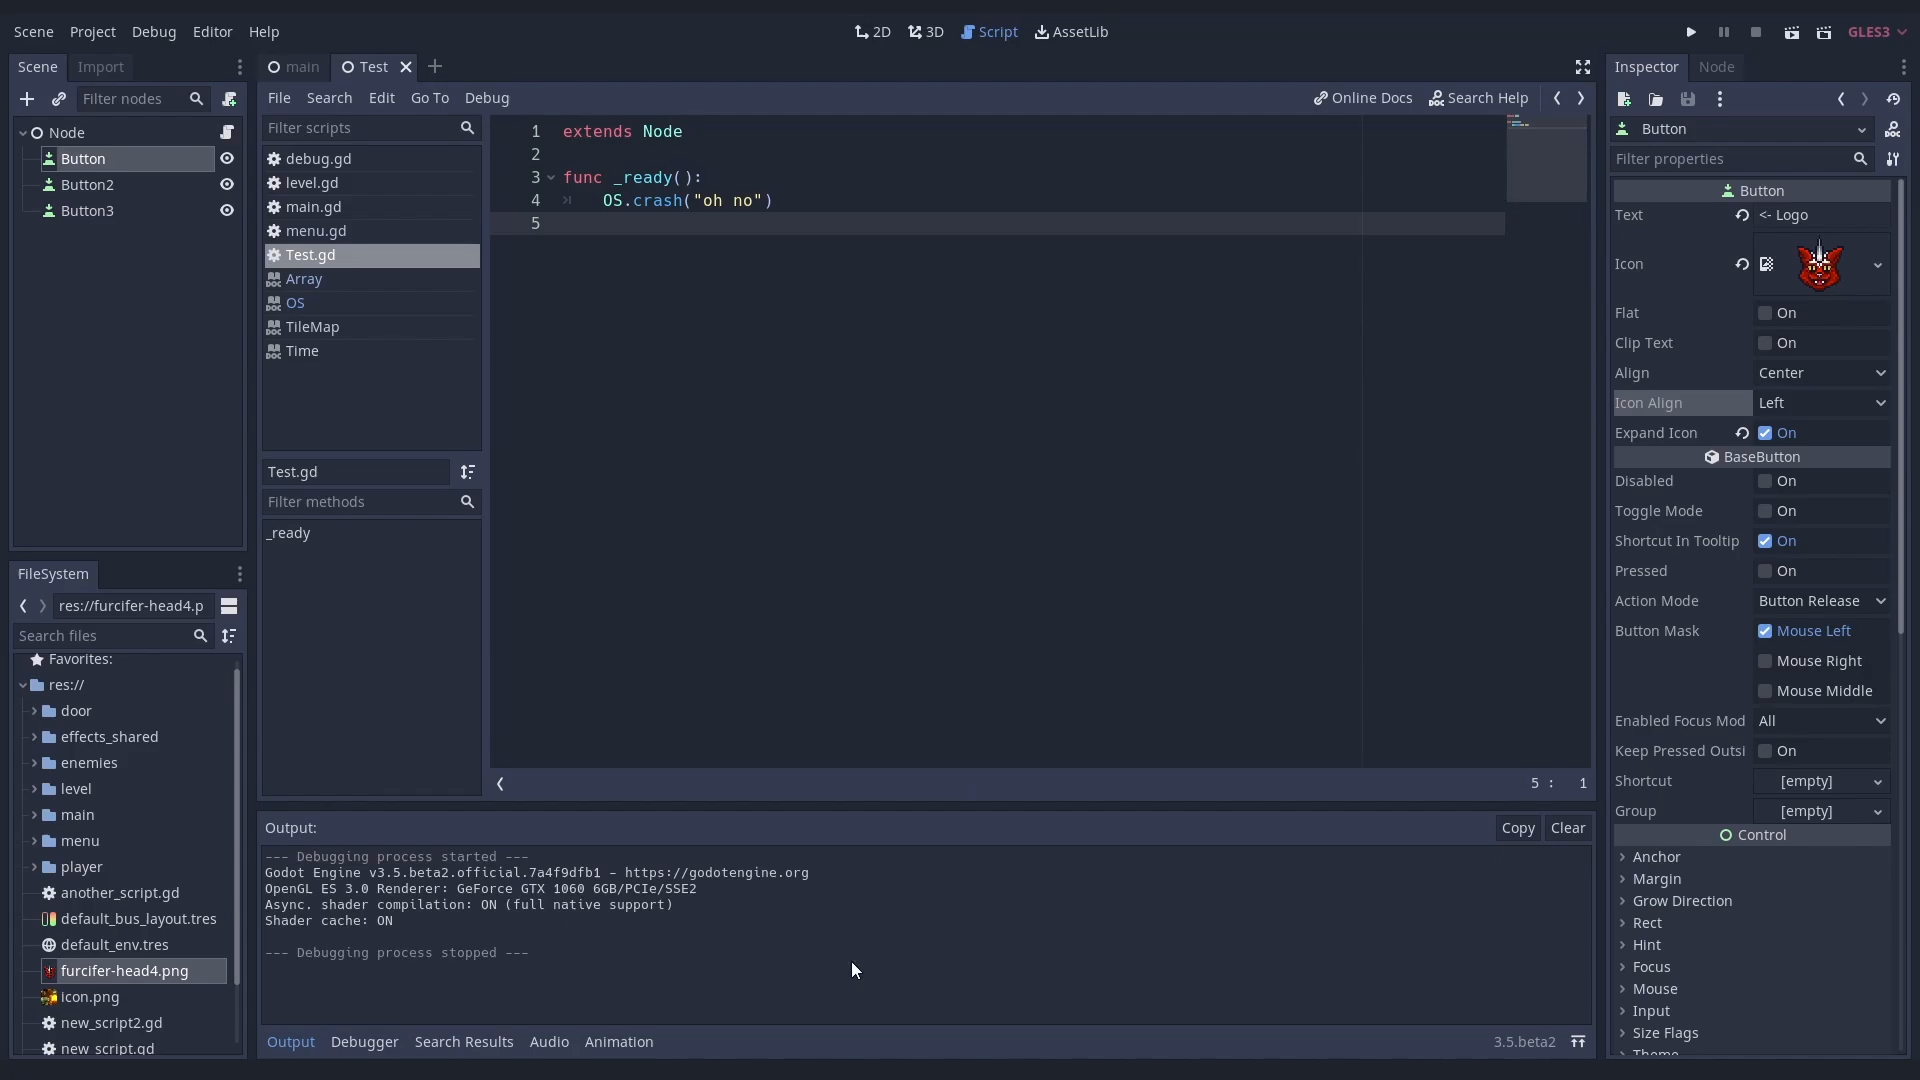 Scene Project Debug Editor Help
2D 3D Script AssetLib
GLES3
Scene Import
Filter nodes
Node
Button
Button2
Button3
FileSystem
res://furcifer-head4.p
Search files
Favorites:
res://
door
effects_shared
enemies
level
main
menu
player
another_script.gd
default_bus_layout.tres
default_env.tres
furcifer-head4.png
icon.png
new_script2.gd
new_script.gd
main Test
File Search Edit Go To Debug
Online Docs Search Help
Filter scripts
debug.gd
level.gd
main.gd
menu.gd
Test.gd
Array
OS
TileMap
Time
Test.gd
Filter methods
_ready
1 extends Node
2
3 func _ready():
4 OS.crash("oh no")
5
5 : 1
Output:
Copy Clear
--- Debugging process started ---
Godot Engine v3.5.beta2.official.7a4f9dfb1 - https://godotengine.org
OpenGL ES 3.0 Renderer: GeForce GTX 1060 6GB/PCIe/SSE2
Async. shader compilation: ON (full native support)
Shader cache: ON
--- Debugging process stopped ---
Output Debugger Search Results Audio Animation
3.5.beta2
Inspector Node
Button
DOC
Filter properties
Button
Text <- Logo
Icon
Flat On
Clip Text On
Align Center
Icon Align Left
Expand Icon On
BaseButton
Disabled On
Toggle Mode On
Shortcut In Tooltip On
Pressed On
Action Mode Button Release
Button Mask Mouse Left
Mouse Right
Mouse Middle
Enabled Focus Mod All
Keep Pressed Outsi On
Shortcut [empty]
Group [empty]
Control
Anchor
Margin
Grow Direction
Rect
Hint
Focus
Mouse
Input
Size Flags
Theme